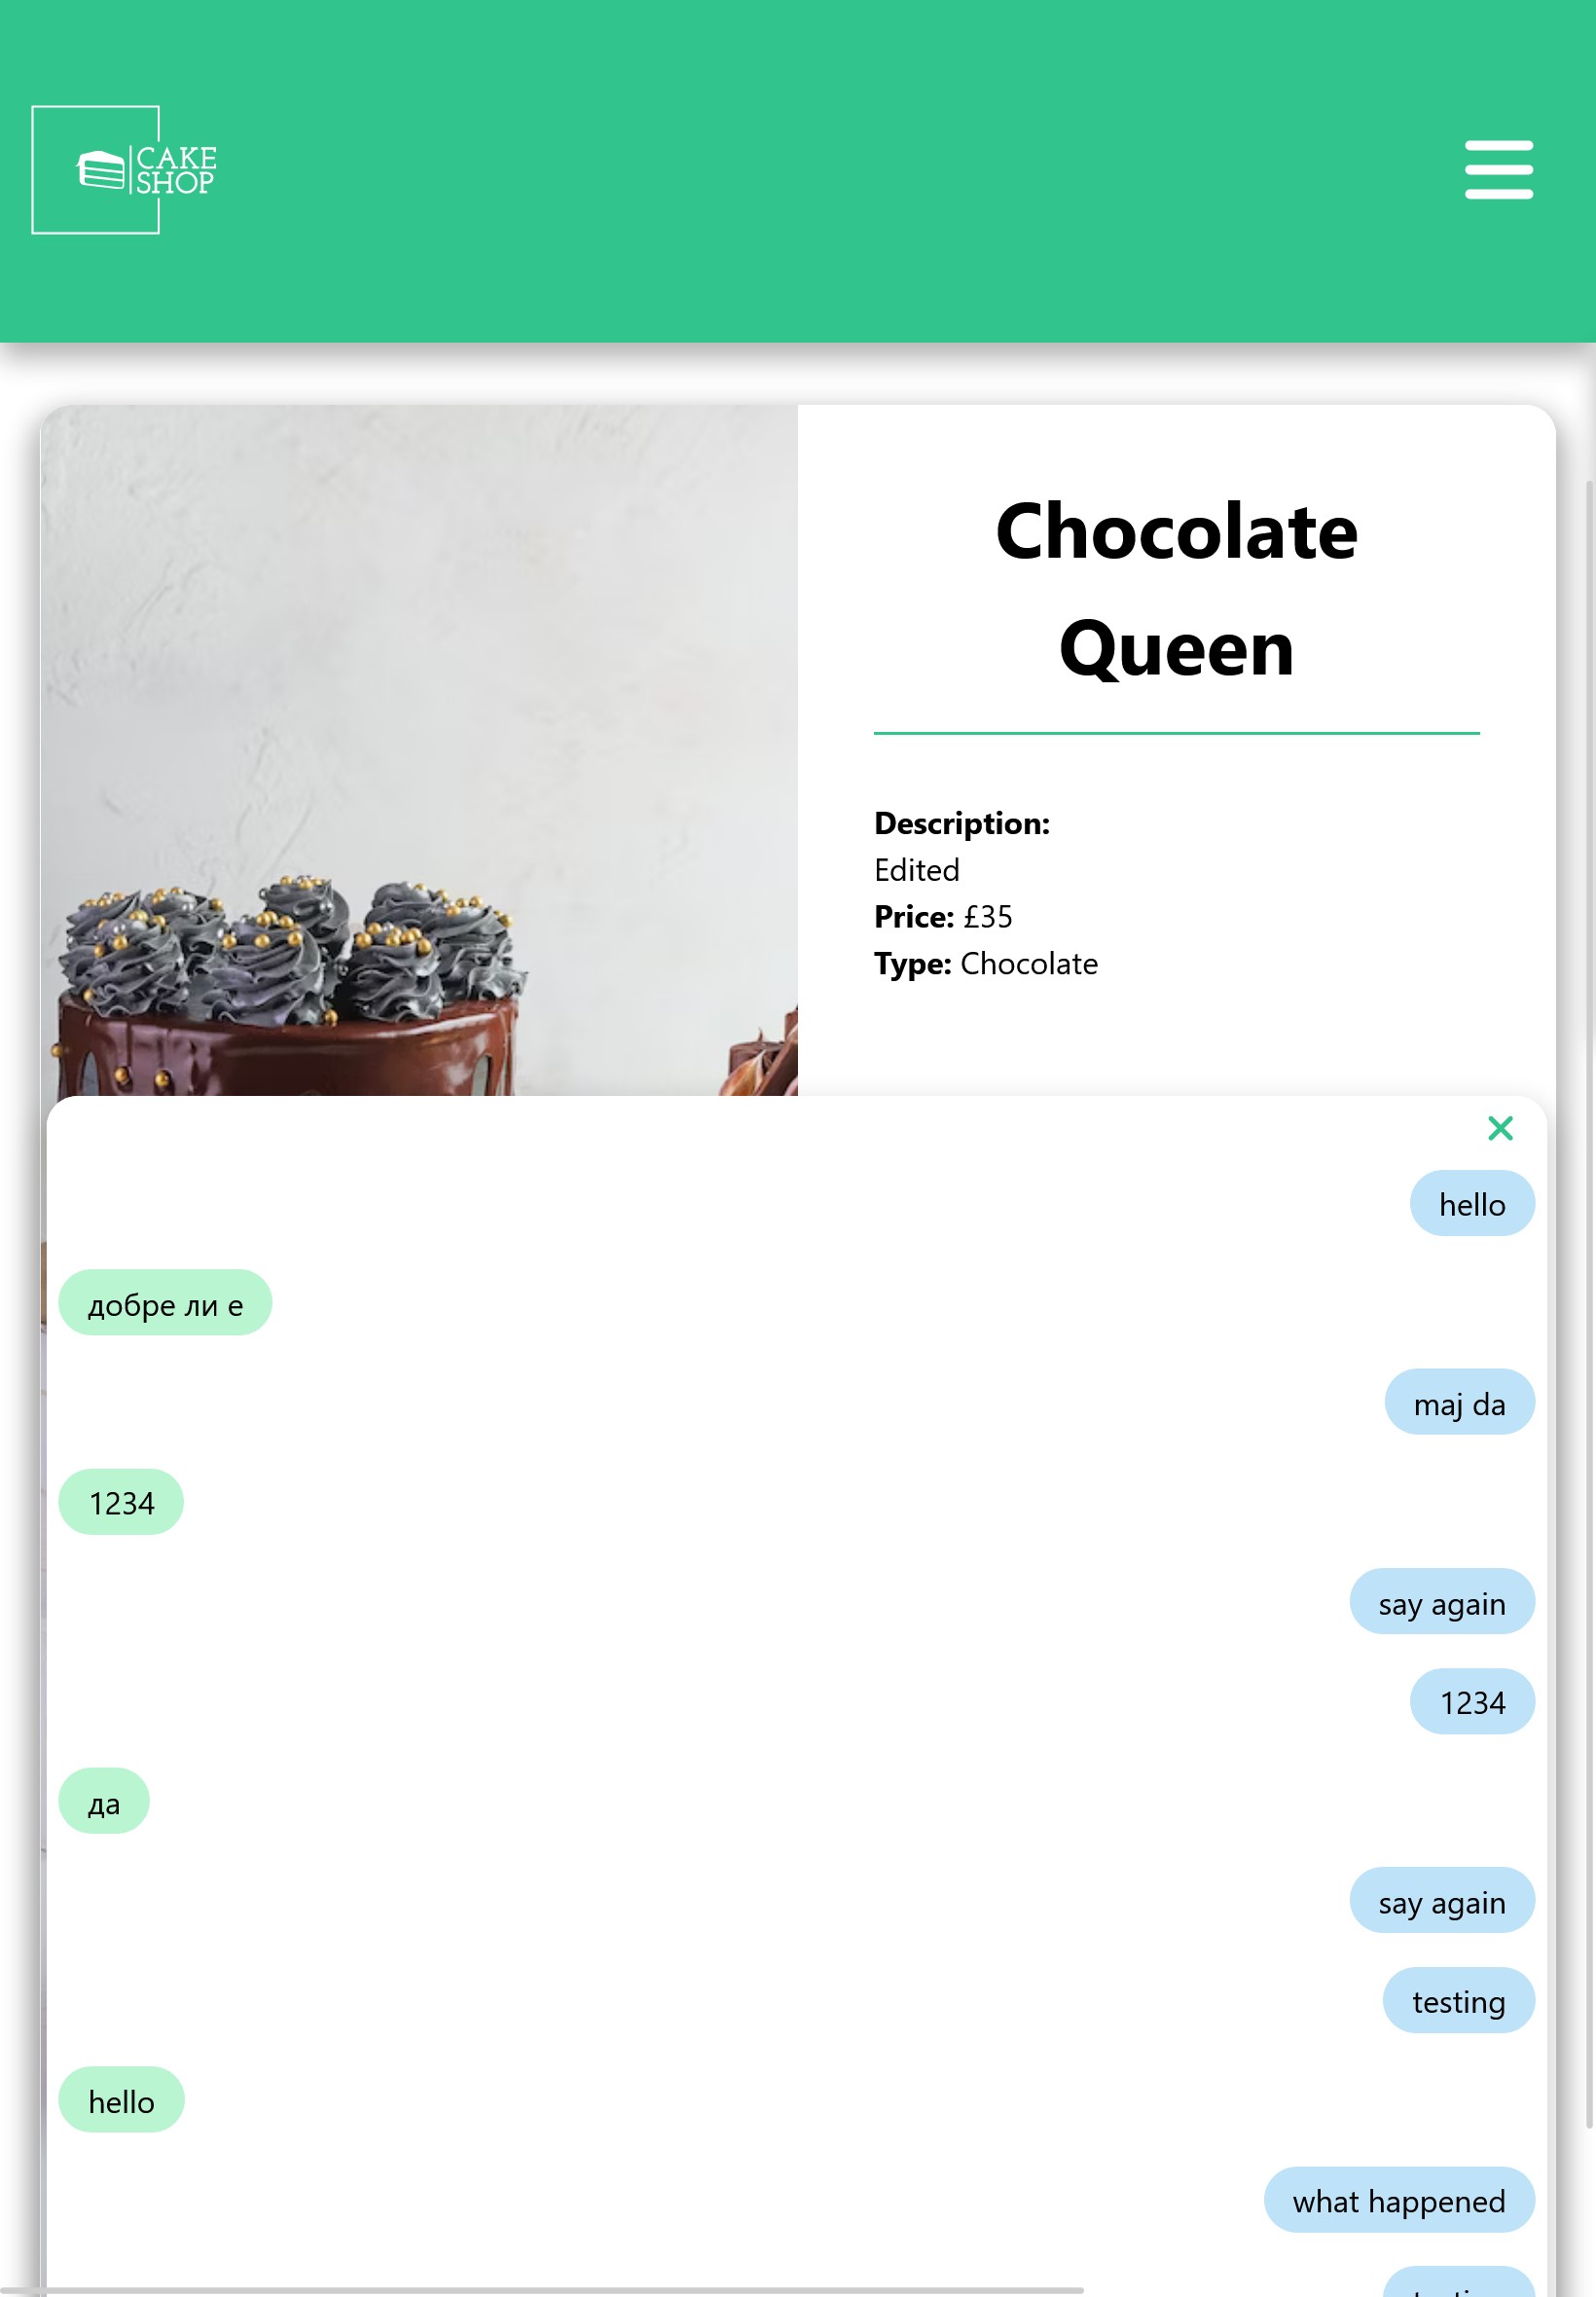 CAKE
SHOP
Chocolate
Queen
Description:
Edited
Price: £35
Type: Chocolate
hello
добре ли е
maj da
1234
say again
1234
да
say again
testing
hello
what happened